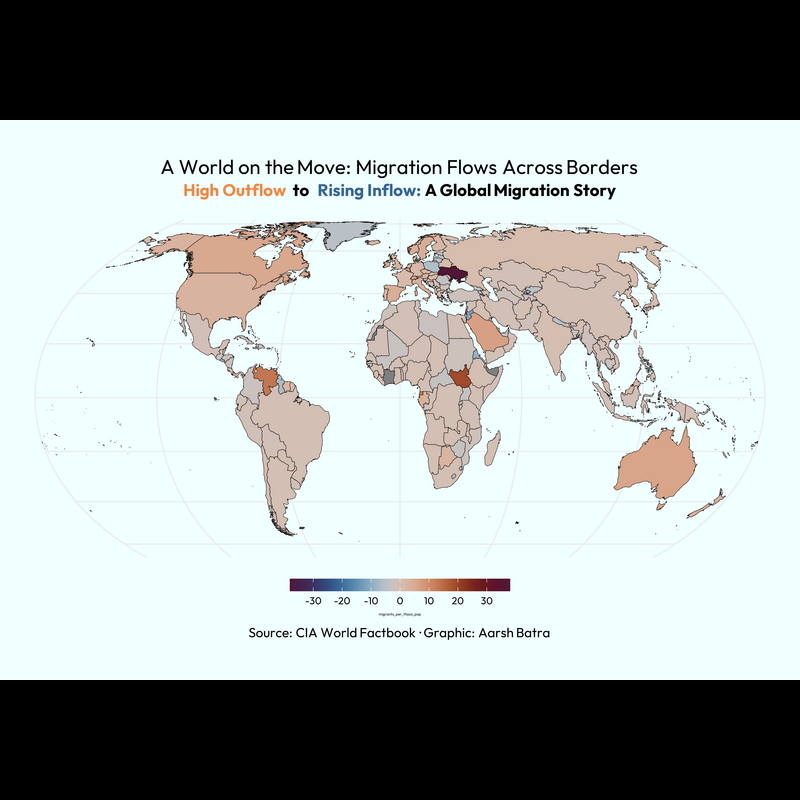 A World on the Move: Migration Flows Across Borders
High Outflow to Rising Inflow: A Global Migration Story
-30 -20 -10 0 10 20 30
migrants_per_thous_pop
Source: CIA World Factbook · Graphic: Aarsh Batra